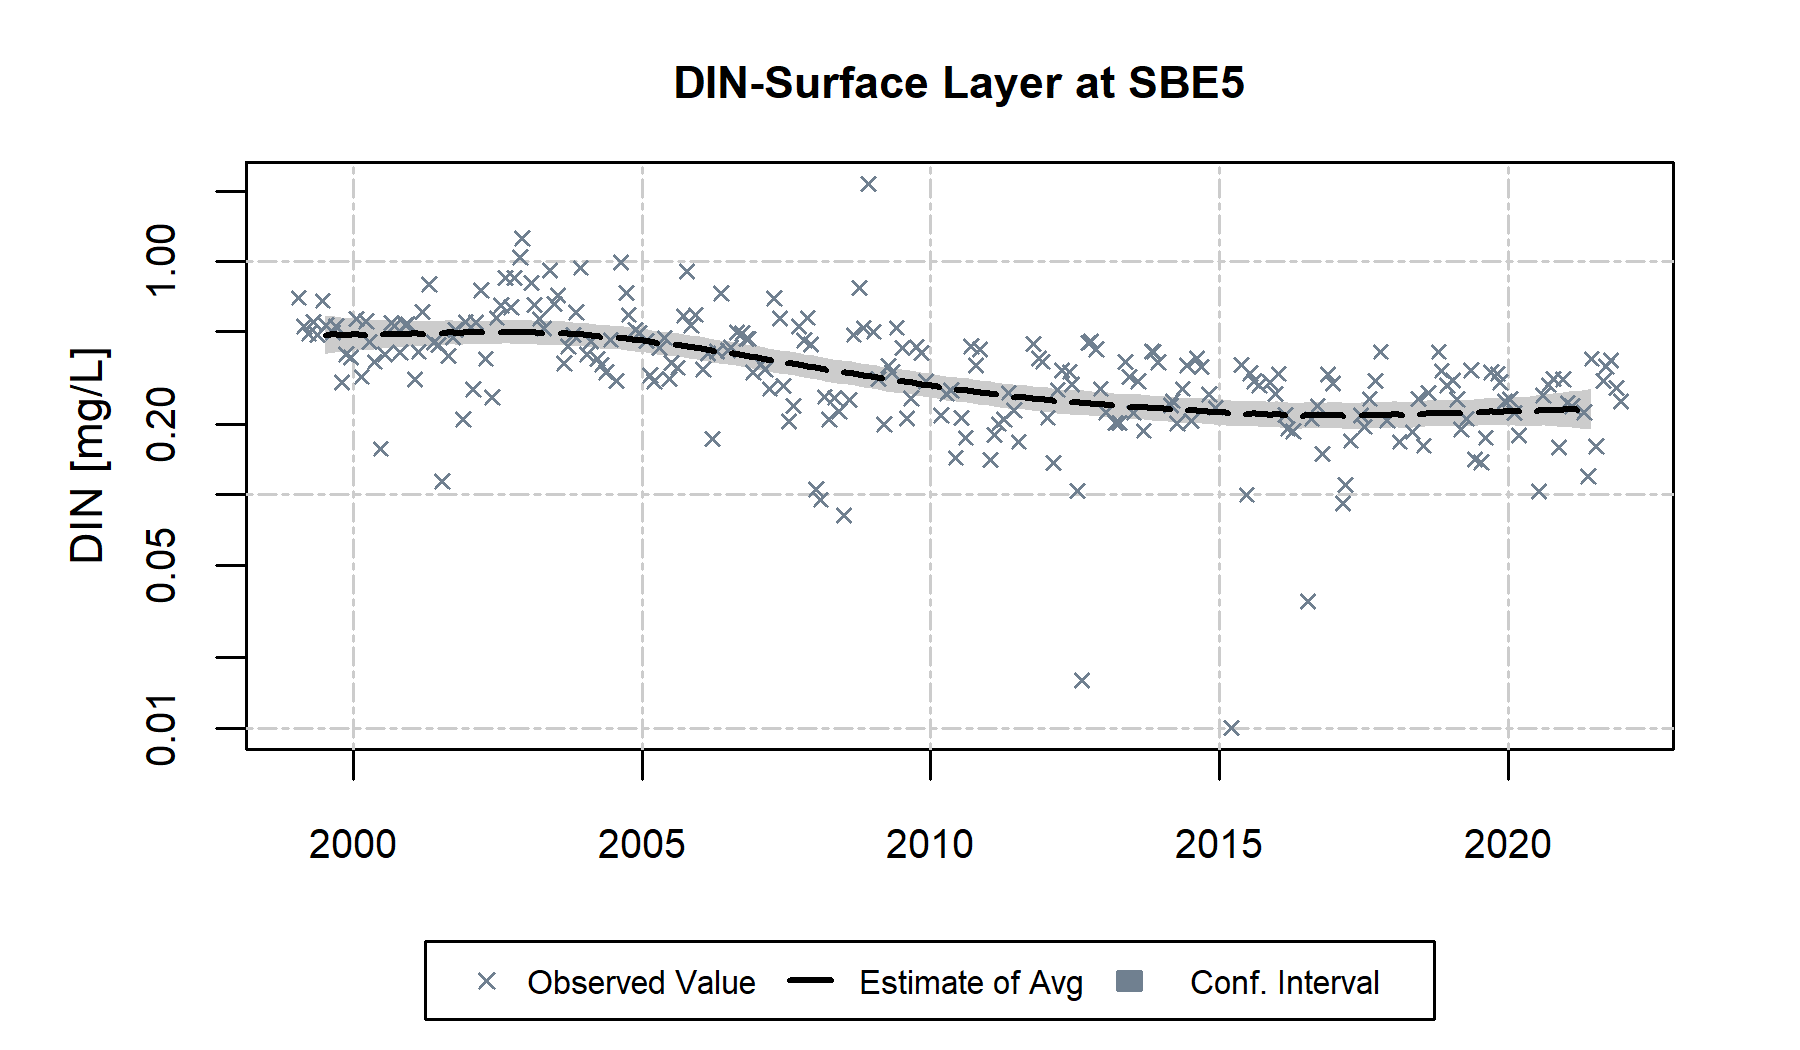 DIN-Surface Layer at SBE5
DIN [mg/L]
1.00
0.20
0.05
0.01
2000 2005 2010 2015 2020
Observed Value Estimate of Avg Conf. Interval